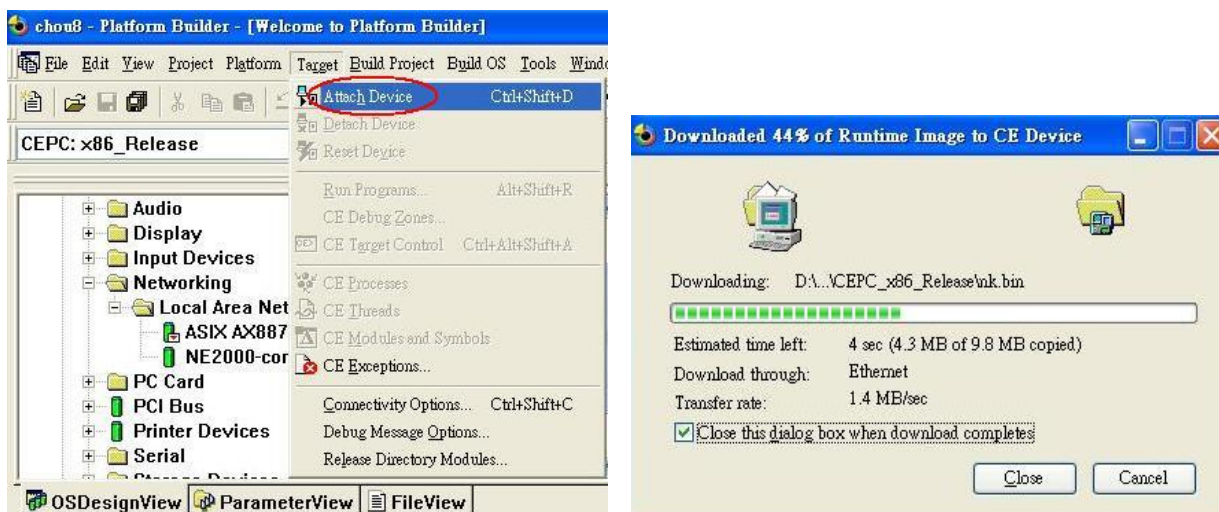 chou8 - Platform Builder - [Welcome to Platform Builder]
File Edit View Project Platform Target Build Project Build OS Tools
Attach Device Ctrl+Shift+D
Detach Device
Reset Device
CEPC: x86_Release
Run Programs... Alt+Shift+R
CE Debug Zones...
CE Target Control Ctrl+Alt+Shift+A
CE Processes
CE Threads
CE Modules and Symbols
CE Exceptions...
Connectivity Options... Ctrl+Shift+C
Debug Message Options...
Release Directory Modules...
Audio
Display
Input Devices
Networking
Local Area Net
ASIX AX887
NE2000-cor
PC Card
PCI Bus
Printer Devices
Serial
OSDesignView ParameterView FileView
Downloaded 44% of Runtime Image to CE Device
Downloading: D:\...\CEPC_x86_Release\nk.bin
Estimated time left: 4 sec (4.3 MB of 9.8 MB copied)
Download through: Ethernet
Transfer rate: 1.4 MB/sec
Close this dialog box when download completes
Close Cancel